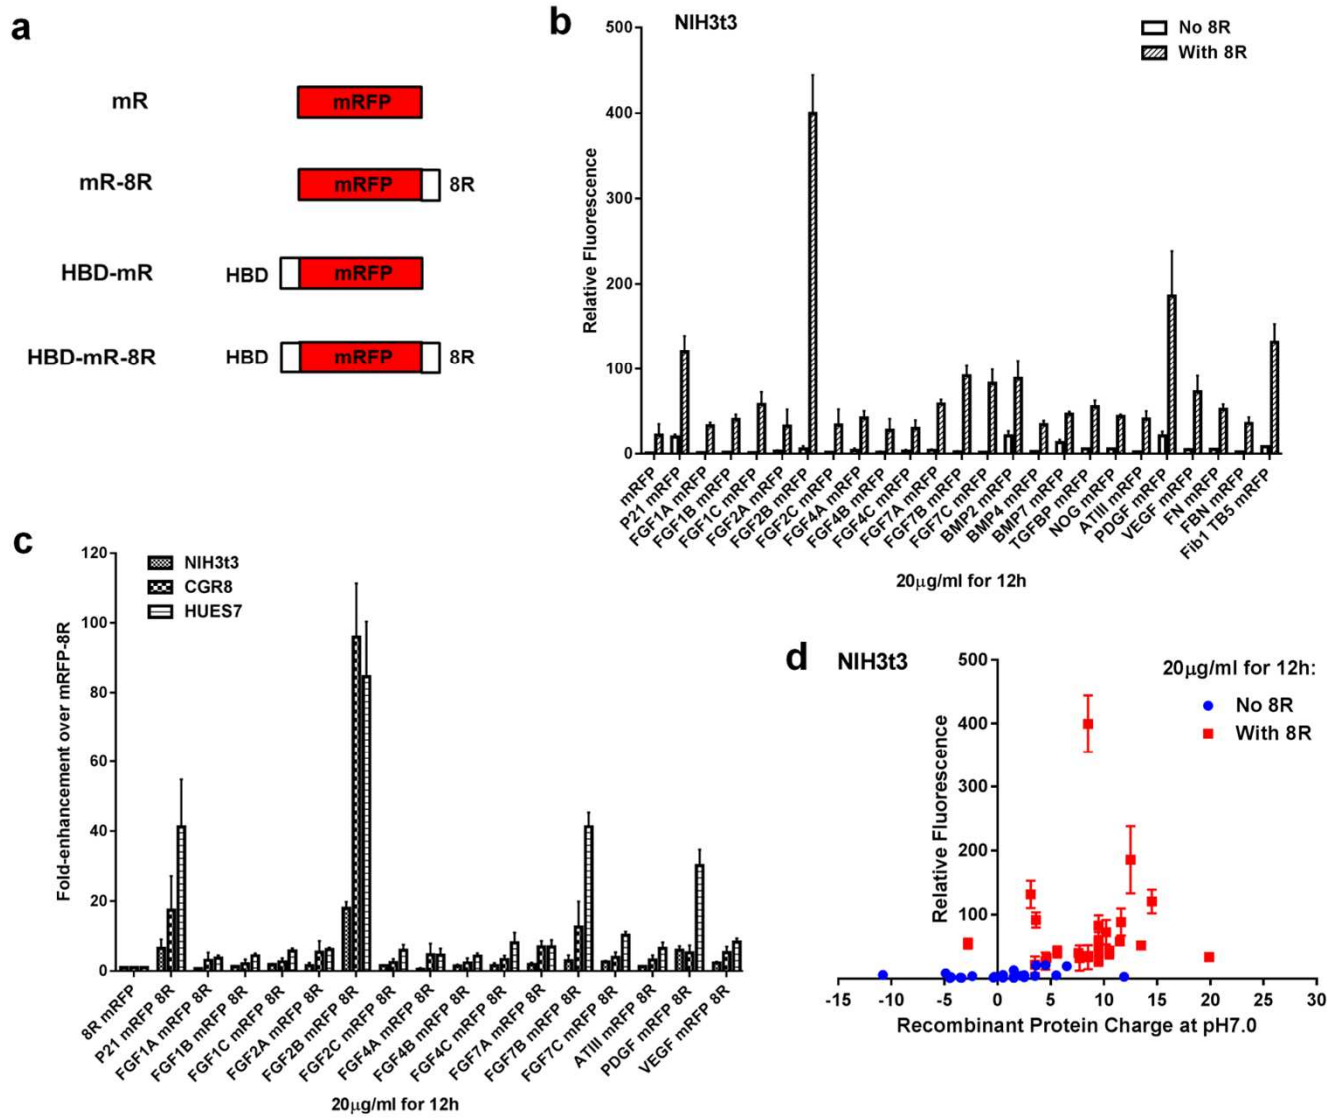 a
mR
mRFP
mR-8R
mRFP
8R
HBD-mR
HBD
mRFP
HBD-mR-8R
HBD
mRFP
8R
b
NIH3t3
No 8R
With 8R
Relative Fluorescence
500
400
300
200
100
0
mRFP
P21 mRFP
FGF1A mRFP
FGF1B mRFP
FGF1C mRFP
FGF2A mRFP
FGF2B mRFP
FGF2C mRFP
FGF4A mRFP
FGF4B mRFP
FGF4C mRFP
FGF7A mRFP
FGF7B mRFP
FGF7C mRFP
BMP2 mRFP
BMP4 mRFP
BMP7 mRFP
TGFBP mRFP
NOG mRFP
ATIII mRFP
PDGF mRFP
VEGF mRFP
FN mRFP
FBN mRFP
Fib1 TB5 mRFP
20μg/ml for 12h
c
NIH3t3
CGR8
HUES7
Fold-enhancement over mRFP-8R
120
100
80
60
40
20
0
8R mRFP
P21 mRFP 8R
FGF1A mRFP 8R
FGF1B mRFP 8R
FGF1C mRFP 8R
FGF2A mRFP 8R
FGF2B mRFP 8R
FGF2C mRFP 8R
FGF4A mRFP 8R
FGF4B mRFP 8R
FGF4C mRFP 8R
FGF7A mRFP 8R
FGF7B mRFP 8R
FGF7C mRFP 8R
ATIII mRFP 8R
PDGF mRFP 8R
VEGF mRFP 8R
20μg/ml for 12h
d
NIH3t3
20μg/ml for 12h:
No 8R
With 8R
Relative Fluorescence
500
400
300
200
100
-15 -10 -5 0 5 10 15 20 25 30
Recombinant Protein Charge at pH7.0